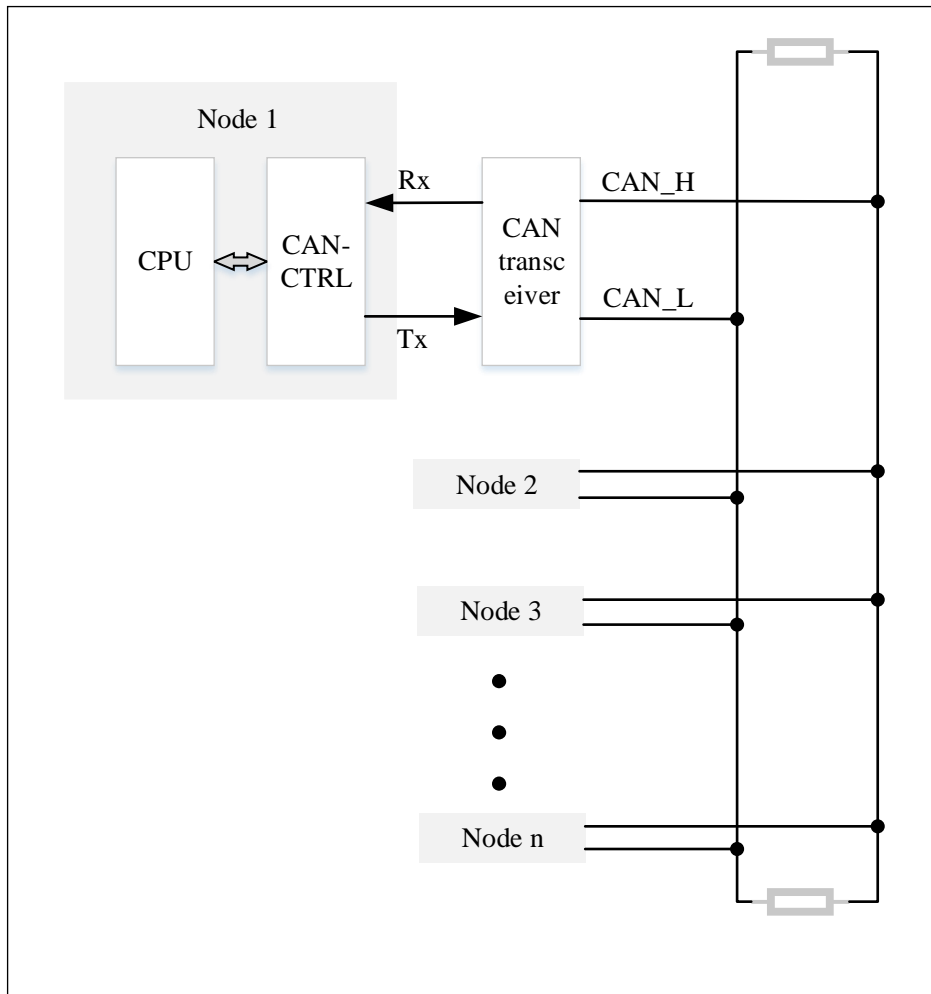 Node 1
Rx
CAN_H
CPU
CAN-
CTRL
CAN
transc
eiver
CAN_L
Tx
Node 2
Node 3
Node n